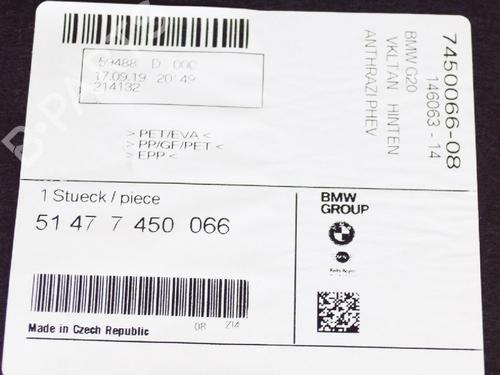 59488 D 00C
17.09.19 20:49
214132
> PET/EVA <
> PP/GF/PET <
> EPP <
7450066-08
146063-14
BMW G20
VKLTAN HINTEN
ANTHRAZI PHEV
1 Stueck / piece
51 47 7 450 066
BMW
GROUP
Made in Czech Republic
08 Z14
B-PARTS